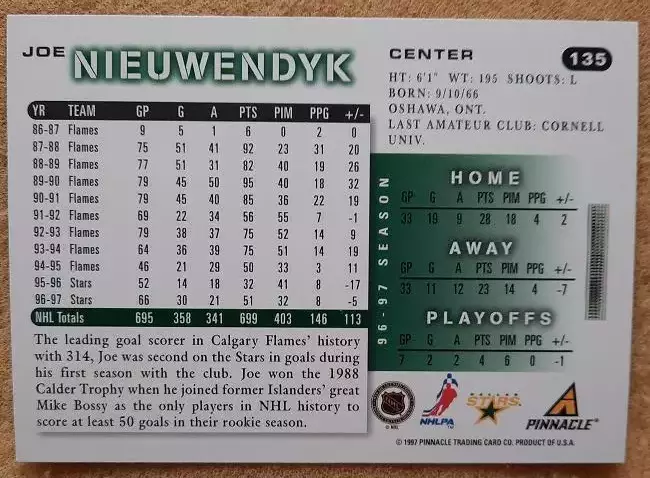 JOE NIEUWENDYK
CENTER 135
HT: 6'1" WT: 195 SHOOTS: L
BORN: 9/10/66
OSHAWA, ONT.
LAST AMATEUR CLUB: CORNELL
UNIV.
YR TEAM GP G A PTS PIM PPG +/-
86-87 Flames 9 5 1 6 0 2 0
87-88 Flames 75 51 41 92 23 31 20
88-89 Flames 77 51 31 82 40 19 26
89-90 Flames 79 45 50 95 40 18 32
90-91 Flames 79 45 40 85 36 22 19
91-92 Flames 69 22 34 56 55 7 -1
92-93 Flames 79 38 37 75 52 14 9
93-94 Flames 64 36 39 75 51 14 19
94-95 Flames 46 21 29 50 33 3 11
95-96 Stars 52 14 18 32 41 8 -17
96-97 Stars 66 30 21 51 32 8 -5
NHL Totals 695 358 341 699 403 146 113
The leading goal scorer in Calgary Flames' history
with 314, Joe was second on the Stars in goals during
his first season with the club. Joe won the 1988
Calder Trophy when he joined former Islanders' great
Mike Bossy as the only players in NHL history to
score at least 50 goals in their rookie season.
96-97 SEASON
HOME
GP G A PTS PIM PPG +/-
33 19 9 28 18 4 2
AWAY
GP G A PTS PIM PPG +/-
33 11 12 23 14 4 -7
PLAYOFFS
GP G A PTS PIM PPG +/-
7 2 2 4 6 0 -1
NHL
© NHL
NHLPA
STARS
PINNACLE
© 1997 PINNACLE TRADING CARD CO. PRODUCT OF U.S.A.